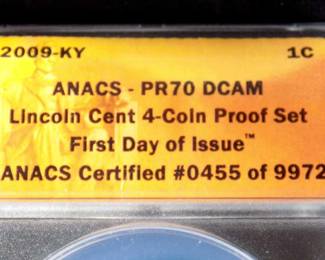 2009-KY 1C
ANACS - PR70 DCAM
Lincoln Cent 4-Coin Proof Set
First Day of Issue™
ANACS Certified #0455 of 9972